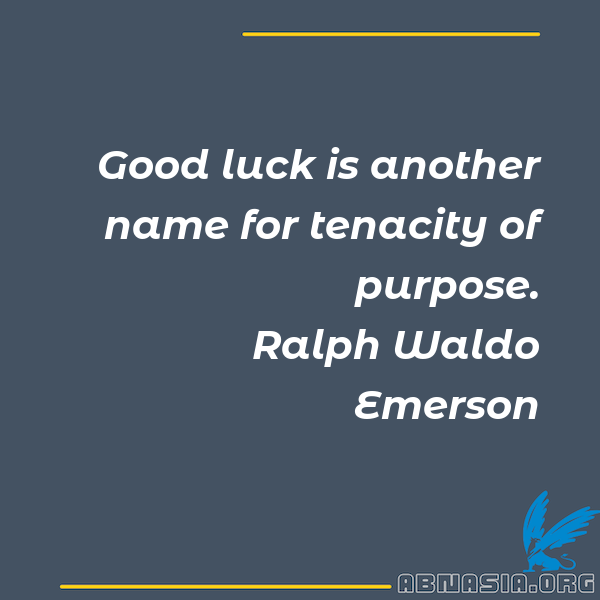 Good luck is another
name for tenacity of
purpose.
Ralph Waldo
Emerson
ABNASIA.ORG